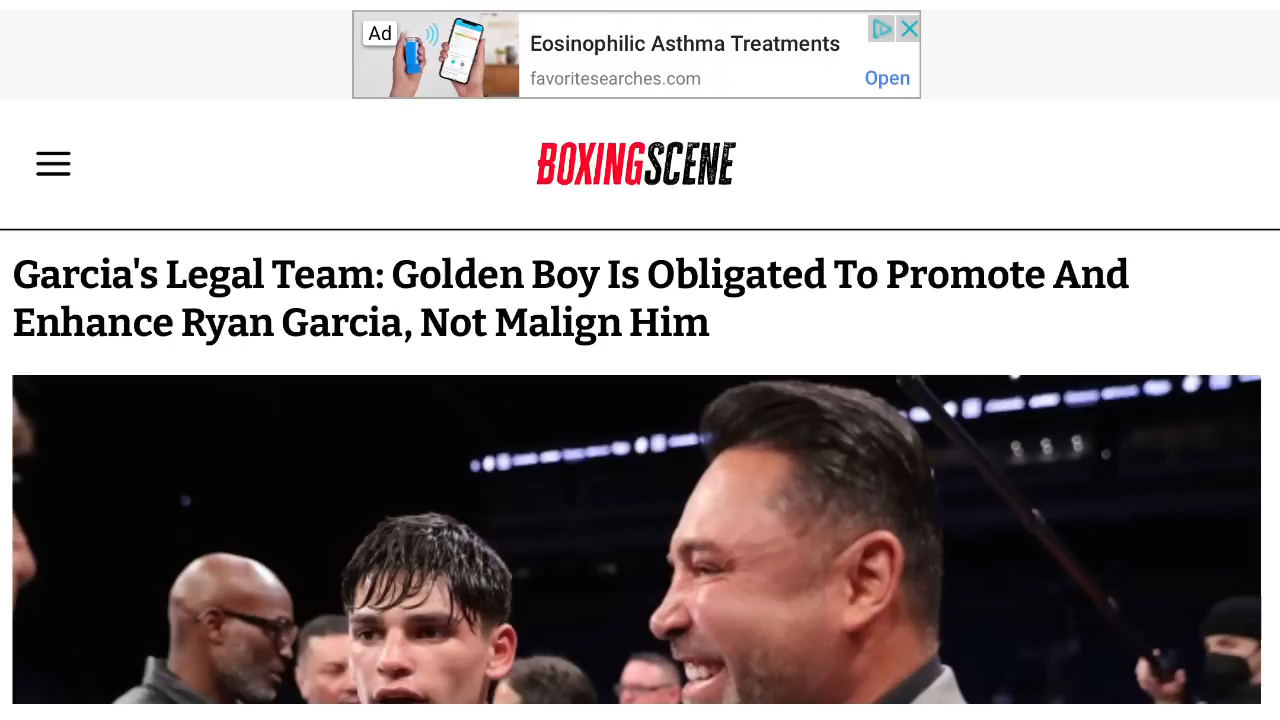 Ad
Eosinophilic Asthma Treatments
favoritesearches.com
Open
BOXINGSCENE
Garcia's Legal Team: Golden Boy Is Obligated To Promote And
Enhance Ryan Garcia, Not Malign Him